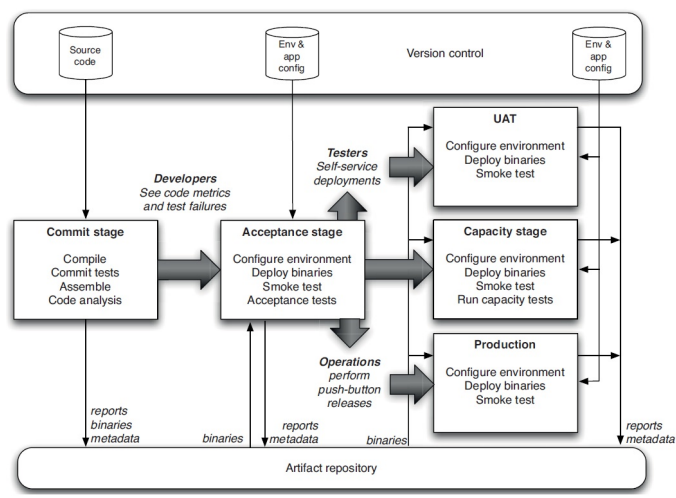 Source
code
Env &
app
config
Version control
Env &
app
config
Developers
See code metrics
and test failures
Testers
Self-service
deployments
UAT
Configure environment
Deploy binaries
Smoke test
Commit stage
Compile
Commit tests
Assemble
Code analysis
Acceptance stage
Configure environment
Deploy binaries
Smoke test
Acceptance tests
Capacity stage
Configure environment
Deploy binaries
Smoke test
Run capacity tests
Operations
perform
push-button
releases
Production
Configure environment
Deploy binaries
Smoke test
reports
binaries
metadata
binaries
reports
metadata
binaries
reports
metadata
Artifact repository